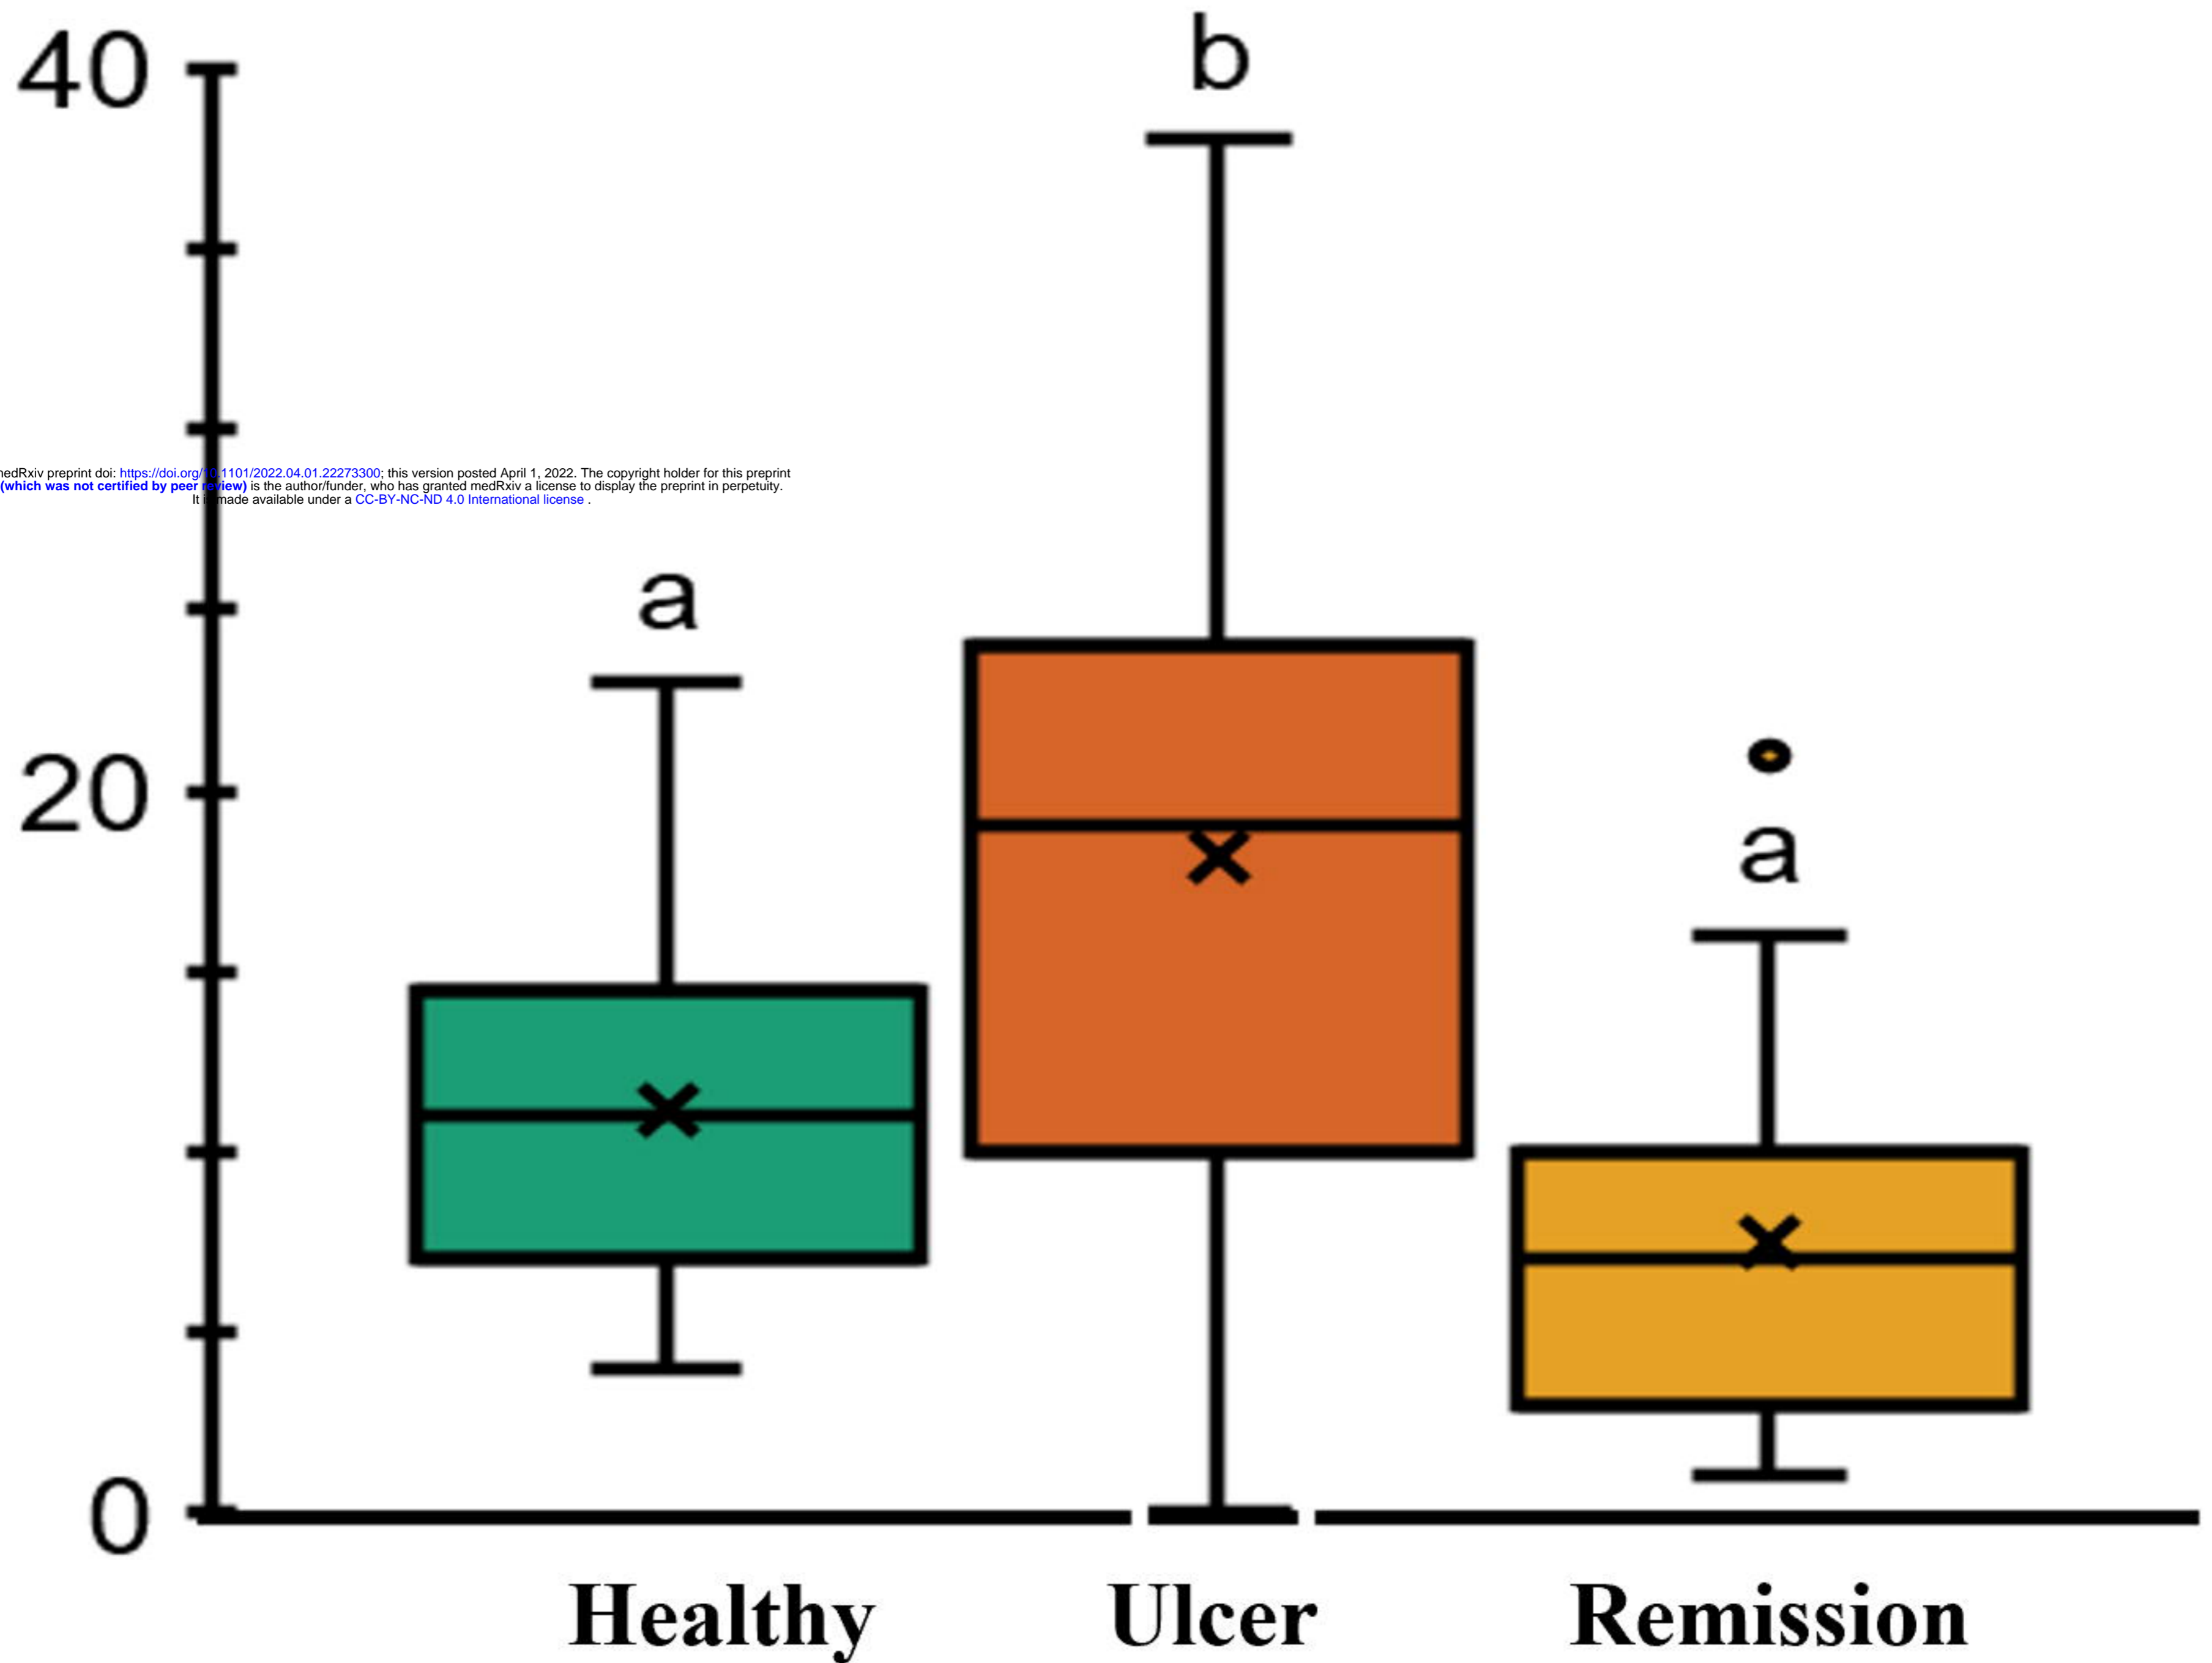 40
b
medRxiv preprint doi: https://doi.org/10.1101/2022.04.01.22273300; this version posted April 1, 2022. The copyright holder for this preprint
(which was not certified by peer review) is the author/funder, who has granted medRxiv a license to display the preprint in perpetuity.
It is made available under a CC-BY-NC-ND 4.0 International license .
a
20
a
0
Healthy Ulcer Remission